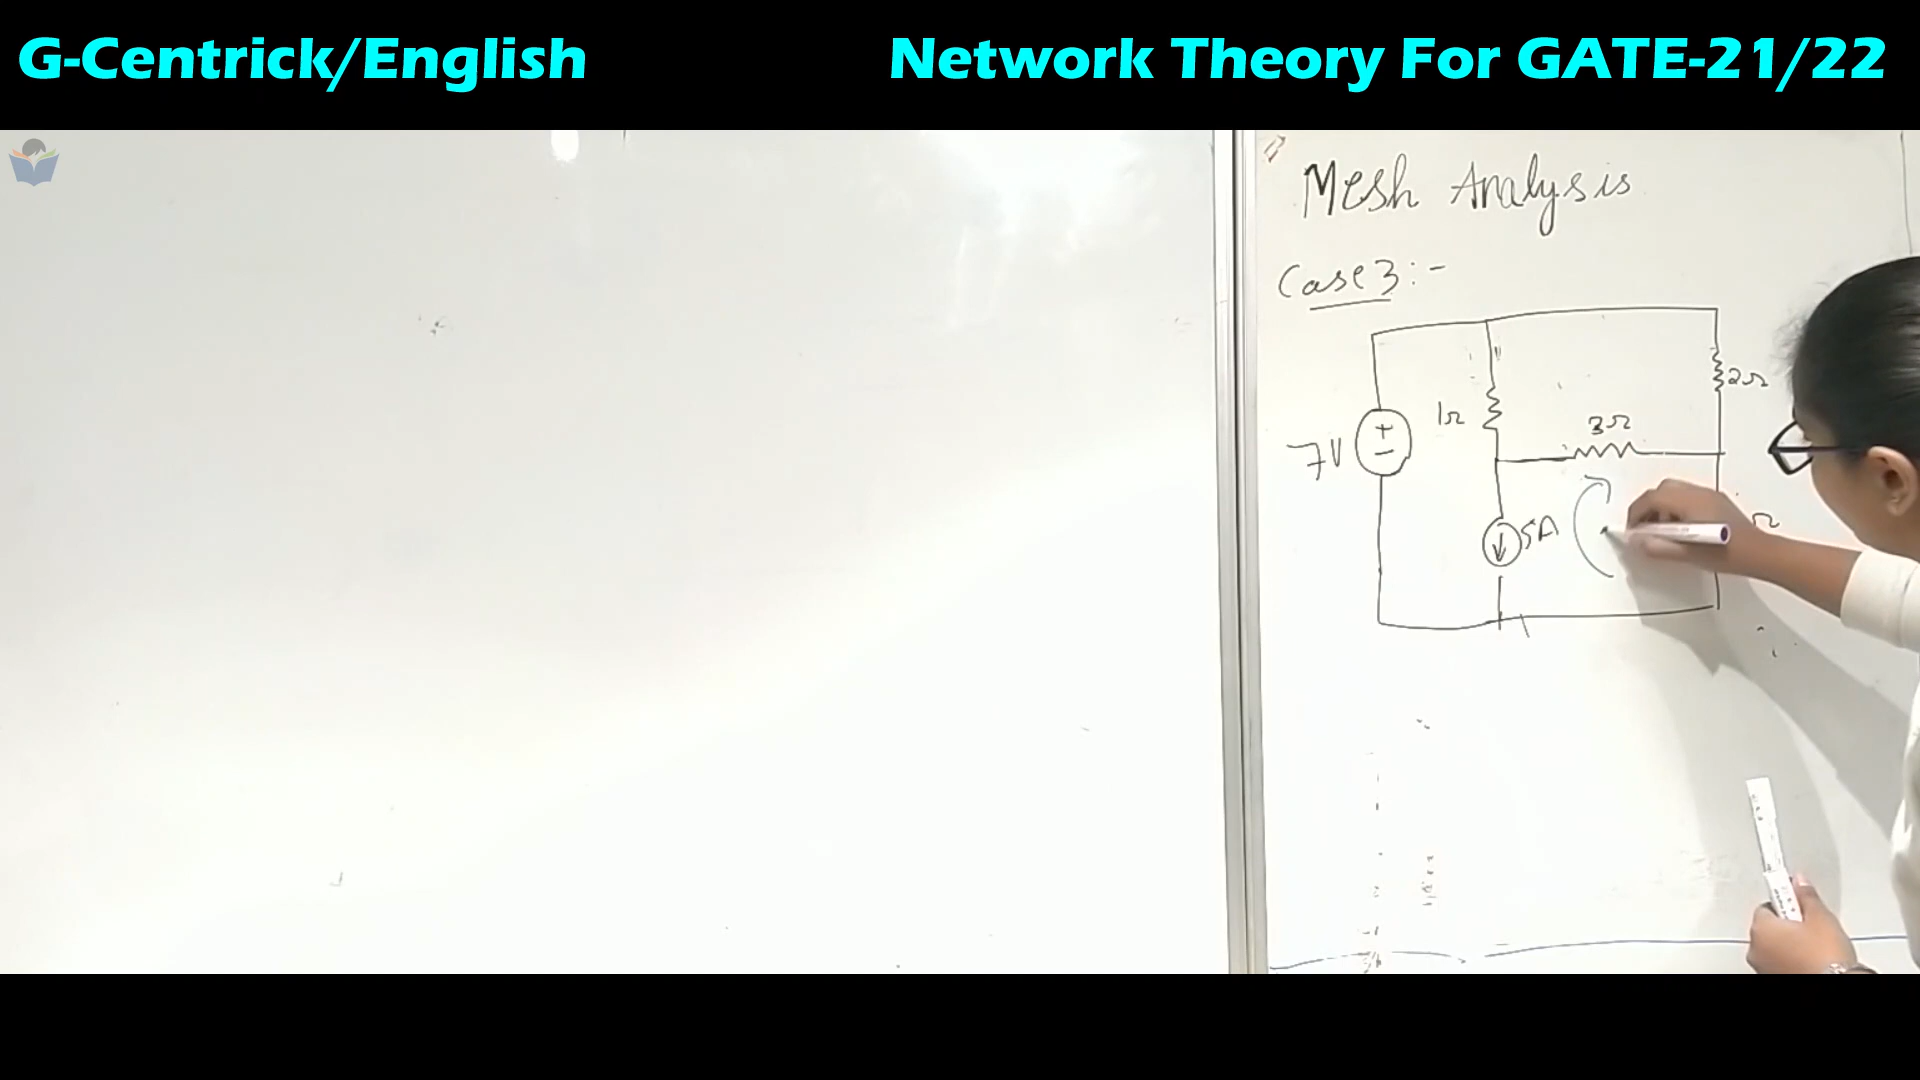 G-Centrick/English
Network Theory For GATE-21/22
Mesh Analysis
Case 3:-
2Ω
1Ω
3Ω
7V
+
-
5A
Ω